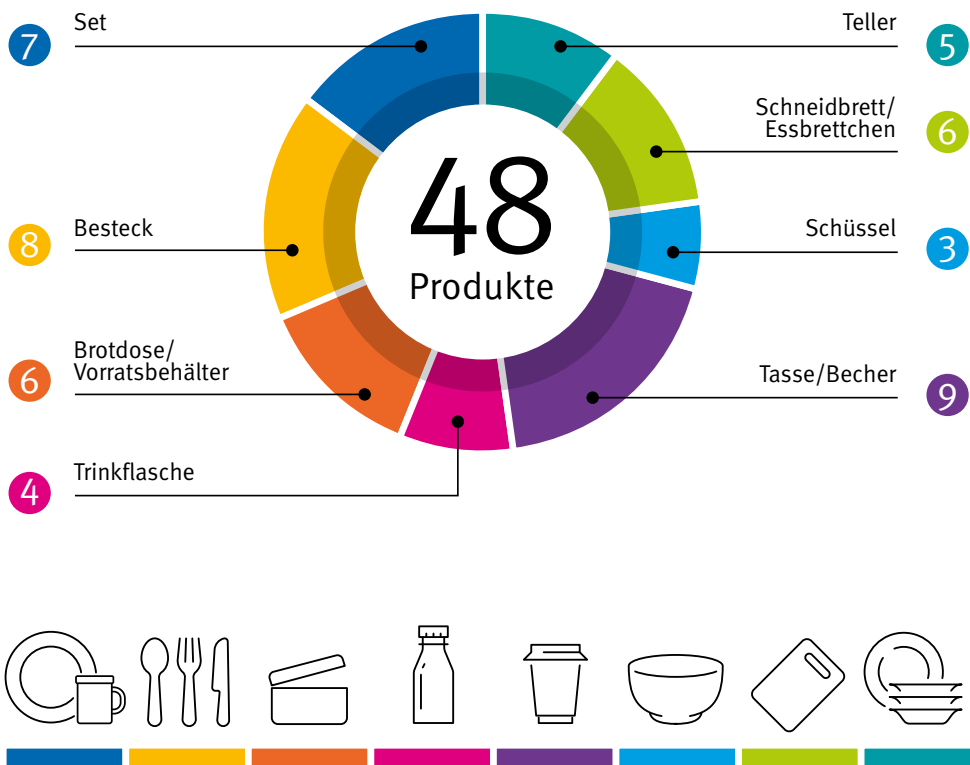 Set
7
Teller
5
Schneidbrett/
Essbrettchen
6
48
Produkte
Besteck
8
Schüssel
3
Brotdose/
Vorratsbehälter
6
Tasse/Becher
9
Trinkflasche
4